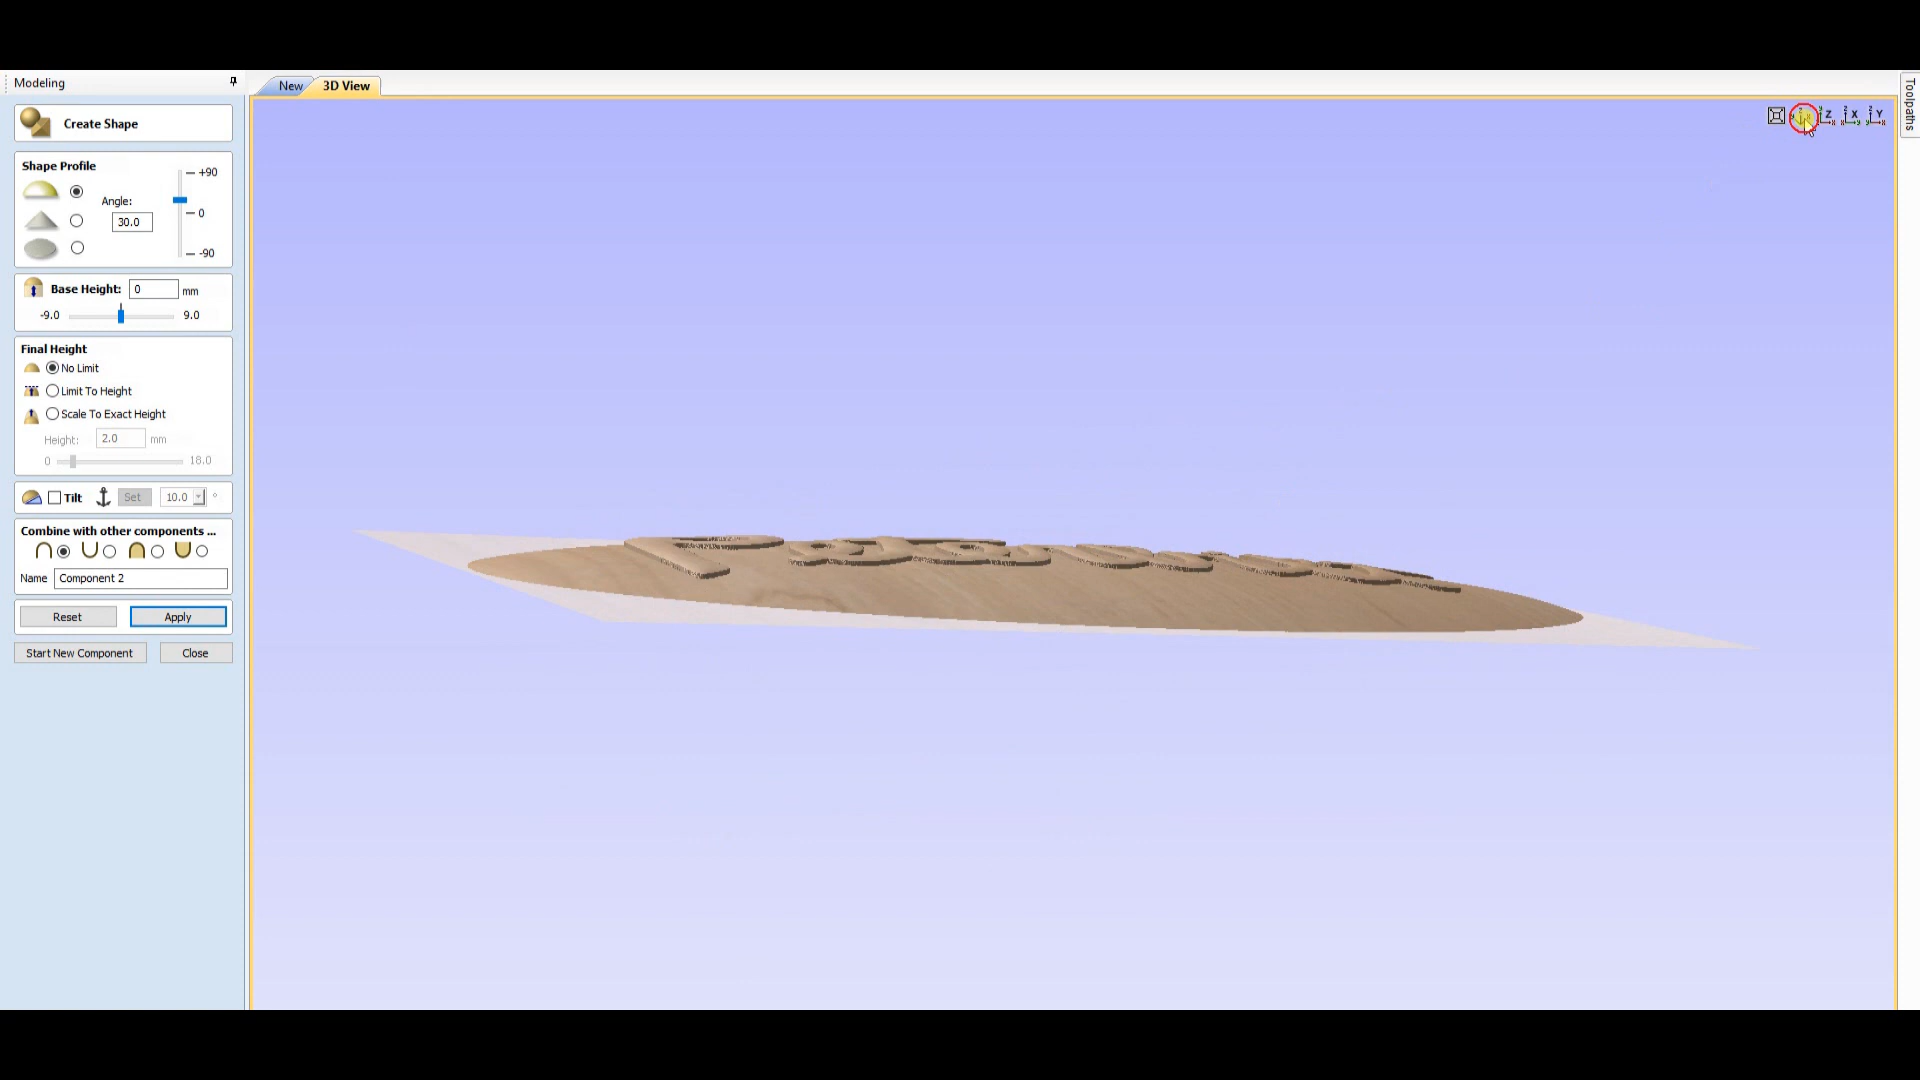 Modeling
New
3D View
Toolpaths
Create Shape
Shape Profile
+90
Angle:
0
30.0
-90
Base Height: 0 mm
-9.0 9.0
Final Height
No Limit
Limit To Height
Scale To Exact Height
Height: 2.0 mm
0 18.0
Tilt Set 10.0 °
Combine with other components ...
Name Component 2
Reset Apply
Start New Component Close
Z X Y